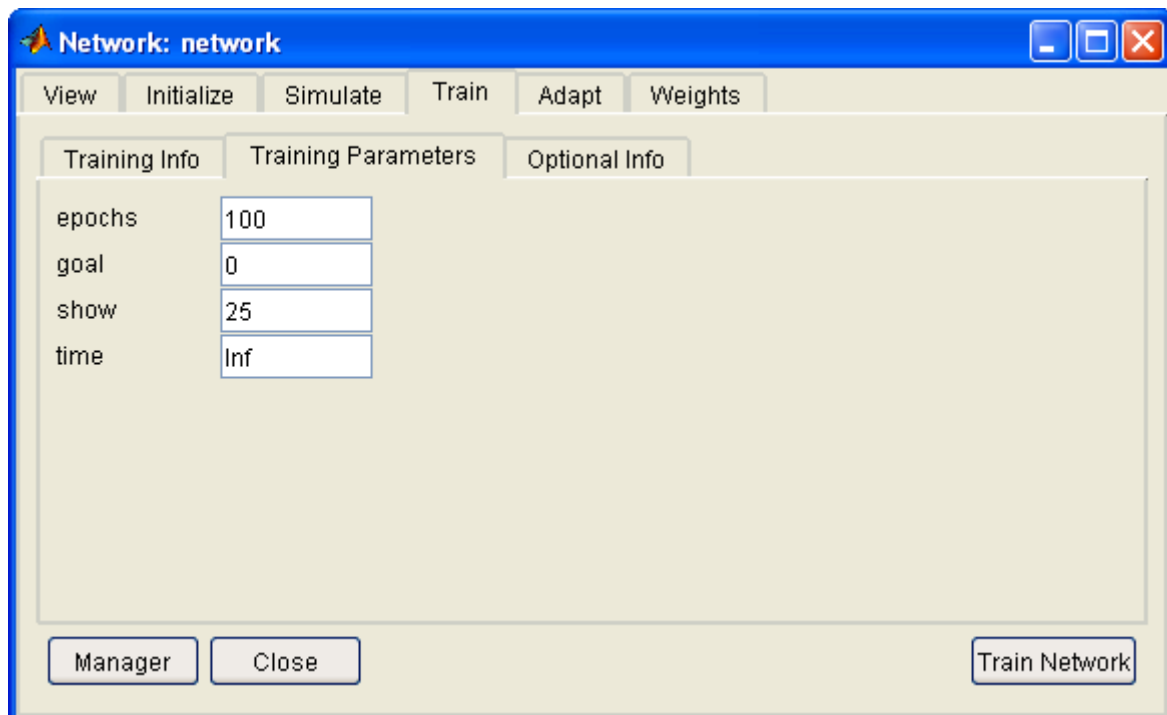 Network: network
View Initialize Simulate Train Adapt Weights
Training Info Training Parameters Optional Info
epochs 100
goal 0
show 25
time Inf
Manager Close Train Network